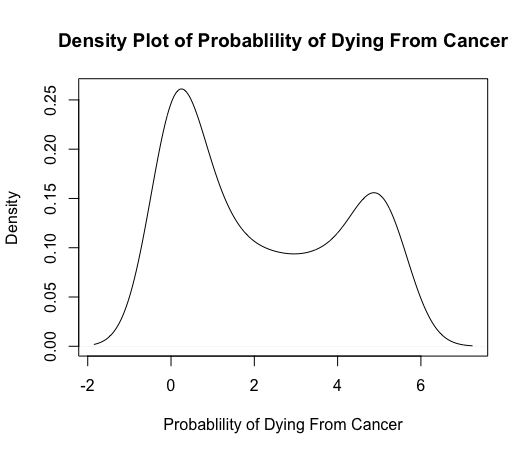 Density Plot of Probablility of Dying From Cancer
Density
0.25
0.20
0.15
0.10
0.05
0.00
-2 0 2 4 6
Probablility of Dying From Cancer